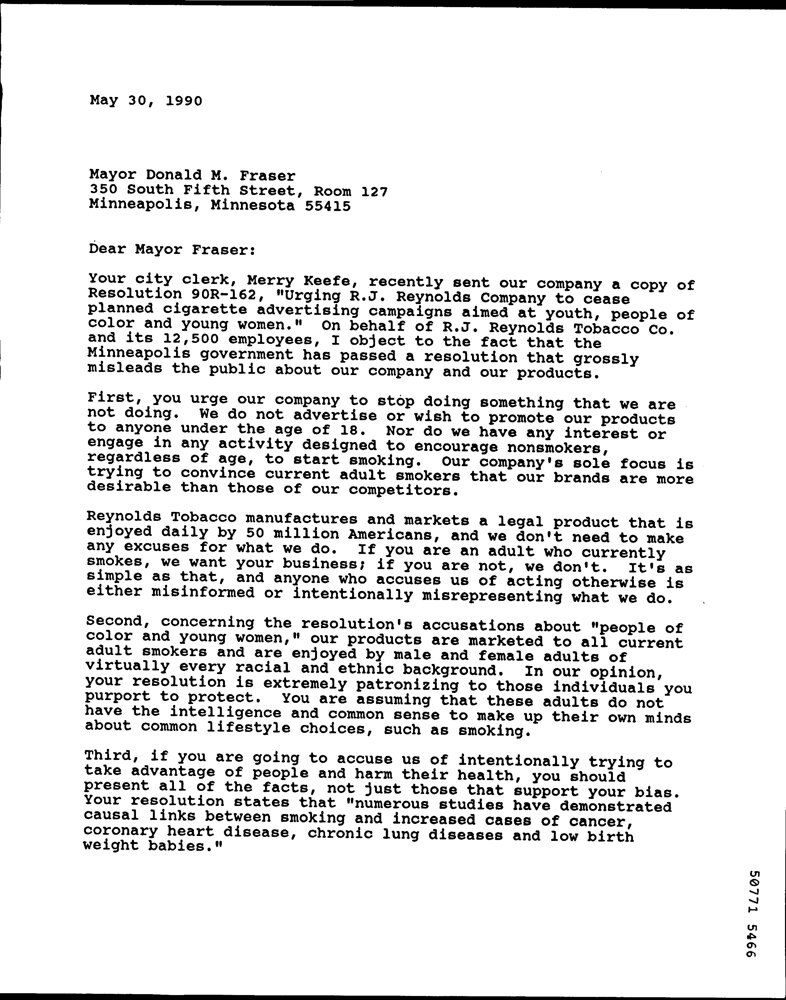 May 30, 1990
Mayor Donald M. Fraser
350 South Fifth Street, Room 127
Minneapolis, Minnesota 55415
Dear Mayor Fraser:
Your city clerk, Merry Keefe, recently sent our company a copy of
Resolution 90R-162, "Urging R.J. Reynolds Company to cease
planned cigarette advertising campaigns aimed at youth, people of
color and young women." On behalf of R.J. Reynolds Tobacco Co.
and its 12,500 employees, I object to the fact that the
Minneapolis government has passed a resolution that grossly
misleads the public about our company and our products.
First, you urge our company to stop doing something that we are
not doing. We do not advertise or wish to promote our products
to anyone under the age of 18. Nor do we have any interest or
engage in any activity designed to encourage nonsmokers,
regardless of age, to start smoking. Our company's sole focus is
trying to convince current adult smokers that our brands are more
desirable than those of our competitors.
Reynolds Tobacco manufactures and markets a legal product that is
enjoyed daily by 50 million Americans, and we don't need to make
any excuses for what we do. If you are an adult who currently
smokes, we want your business; if you are not, we don't. It's as
simple as that, and anyone who accuses us of acting otherwise is
either misinformed or intentionally misrepresenting what we do.
Second, concerning the resolution's accusations about "people of
color and young women," our products are marketed to all current
adult smokers and are enjoyed by male and female adults of
virtually every racial and ethnic background. In our opinion,
your resolution is extremely patronizing to those individuals you
purport to protect. You are assuming that these adults do not
have the intelligence and common sense to make up their own minds
about common lifestyle choices, such as smoking.
Third, if you are going to accuse us of intentionally trying to
take advantage of people and harm their health, you should
present all of the facts, not just those that support your bias.
Your resolution states that "numerous studies have demonstrated
causal links between smoking and increased cases of cancer,
coronary heart disease, chronic lung diseases and low birth
weight babies."
50771 5466